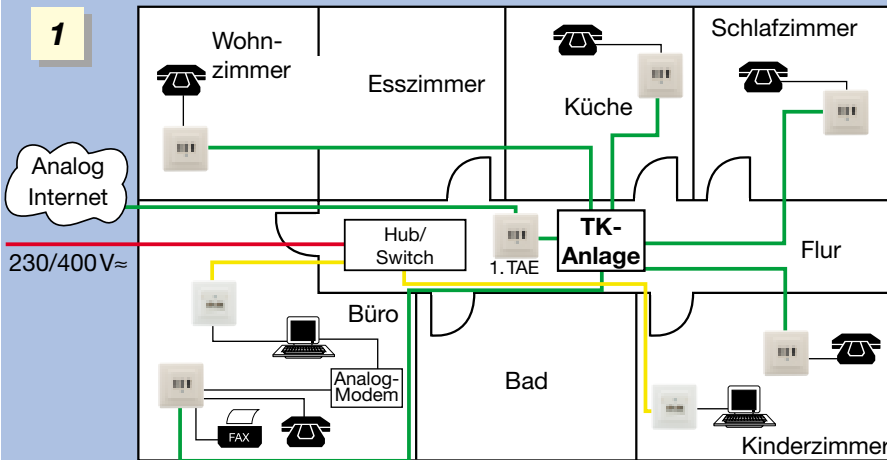 1
Wohn-
zimmer
Esszimmer
Küche
Schlafzimmer
Analog
Internet
230/400V≈
Hub/
Switch
1. TAE
TK-
Anlage
Flur
Büro
Analog-
Modem
FAX
Bad
Kinderzimmer